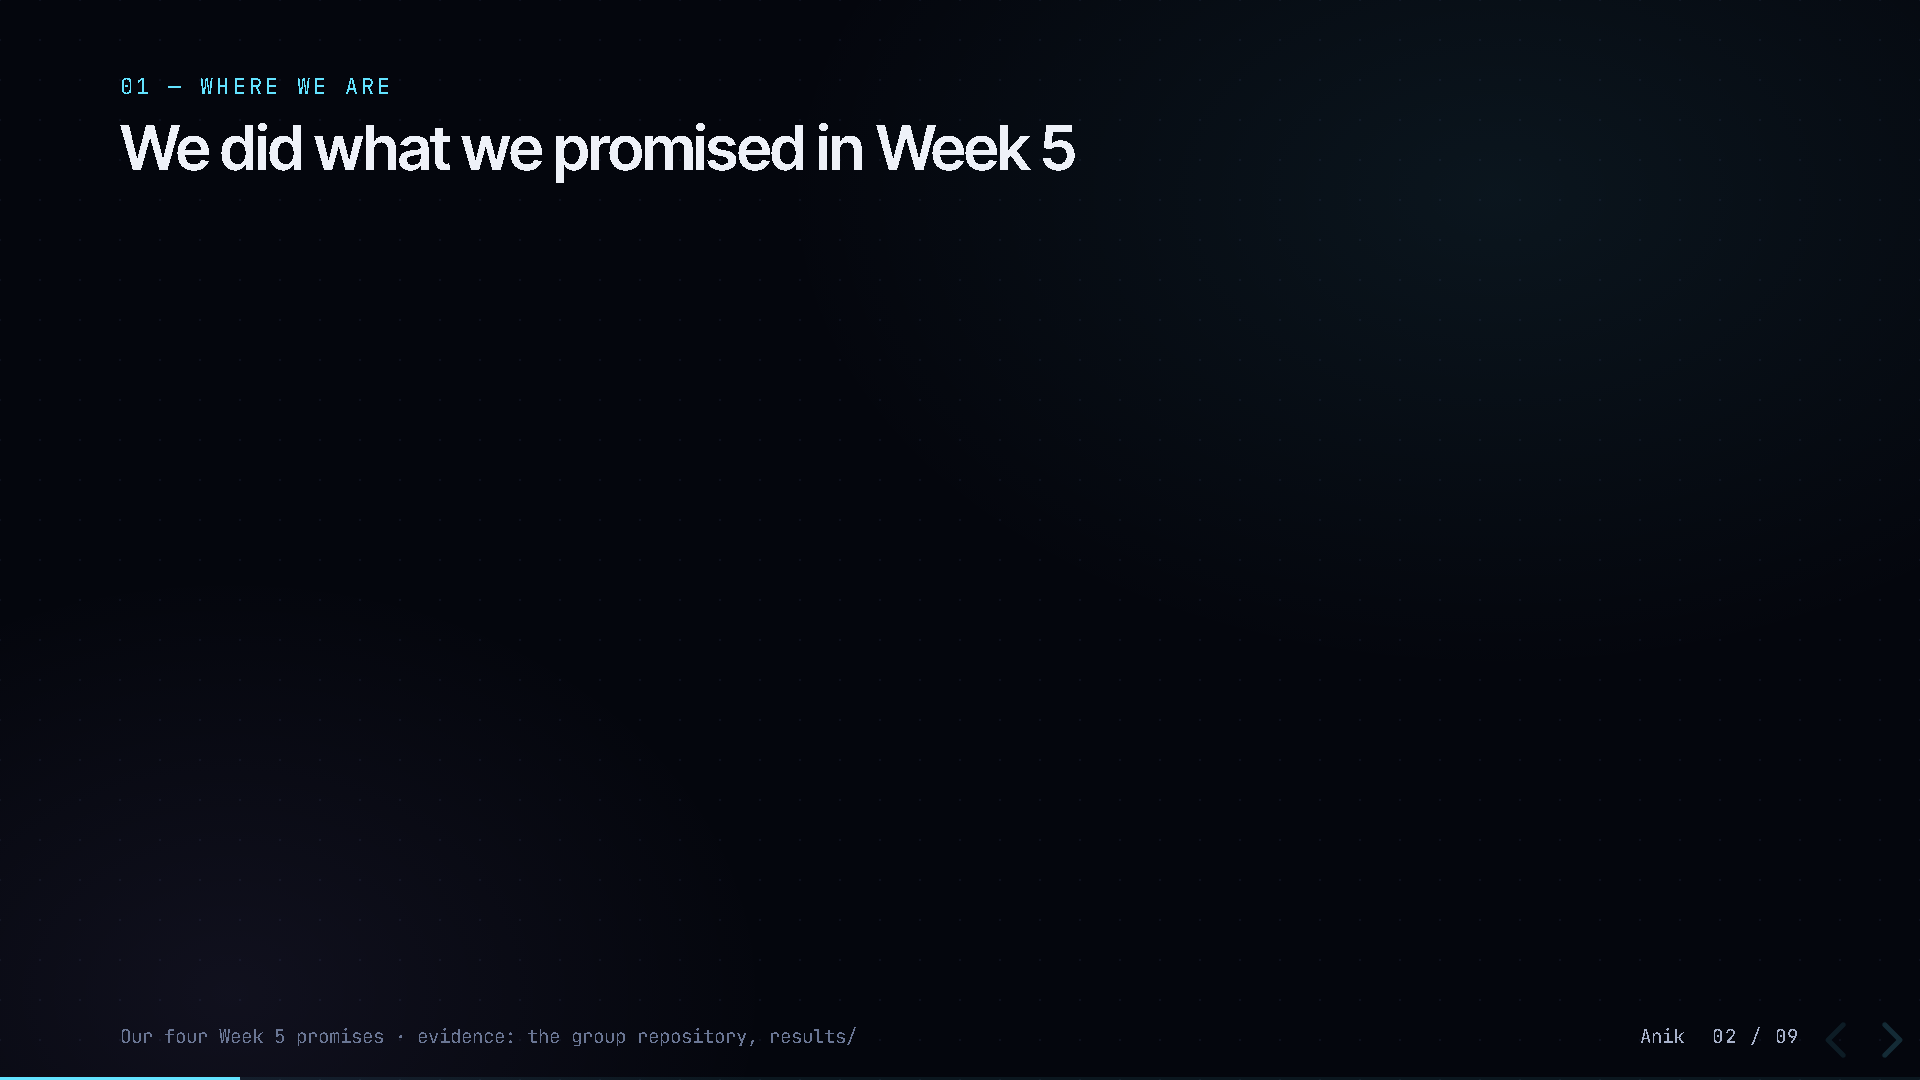 01 — WHERE WE ARE
We did what we promised in Week 5
Our four Week 5 promises · evidence: the group repository, results/
Anik 02 / 09